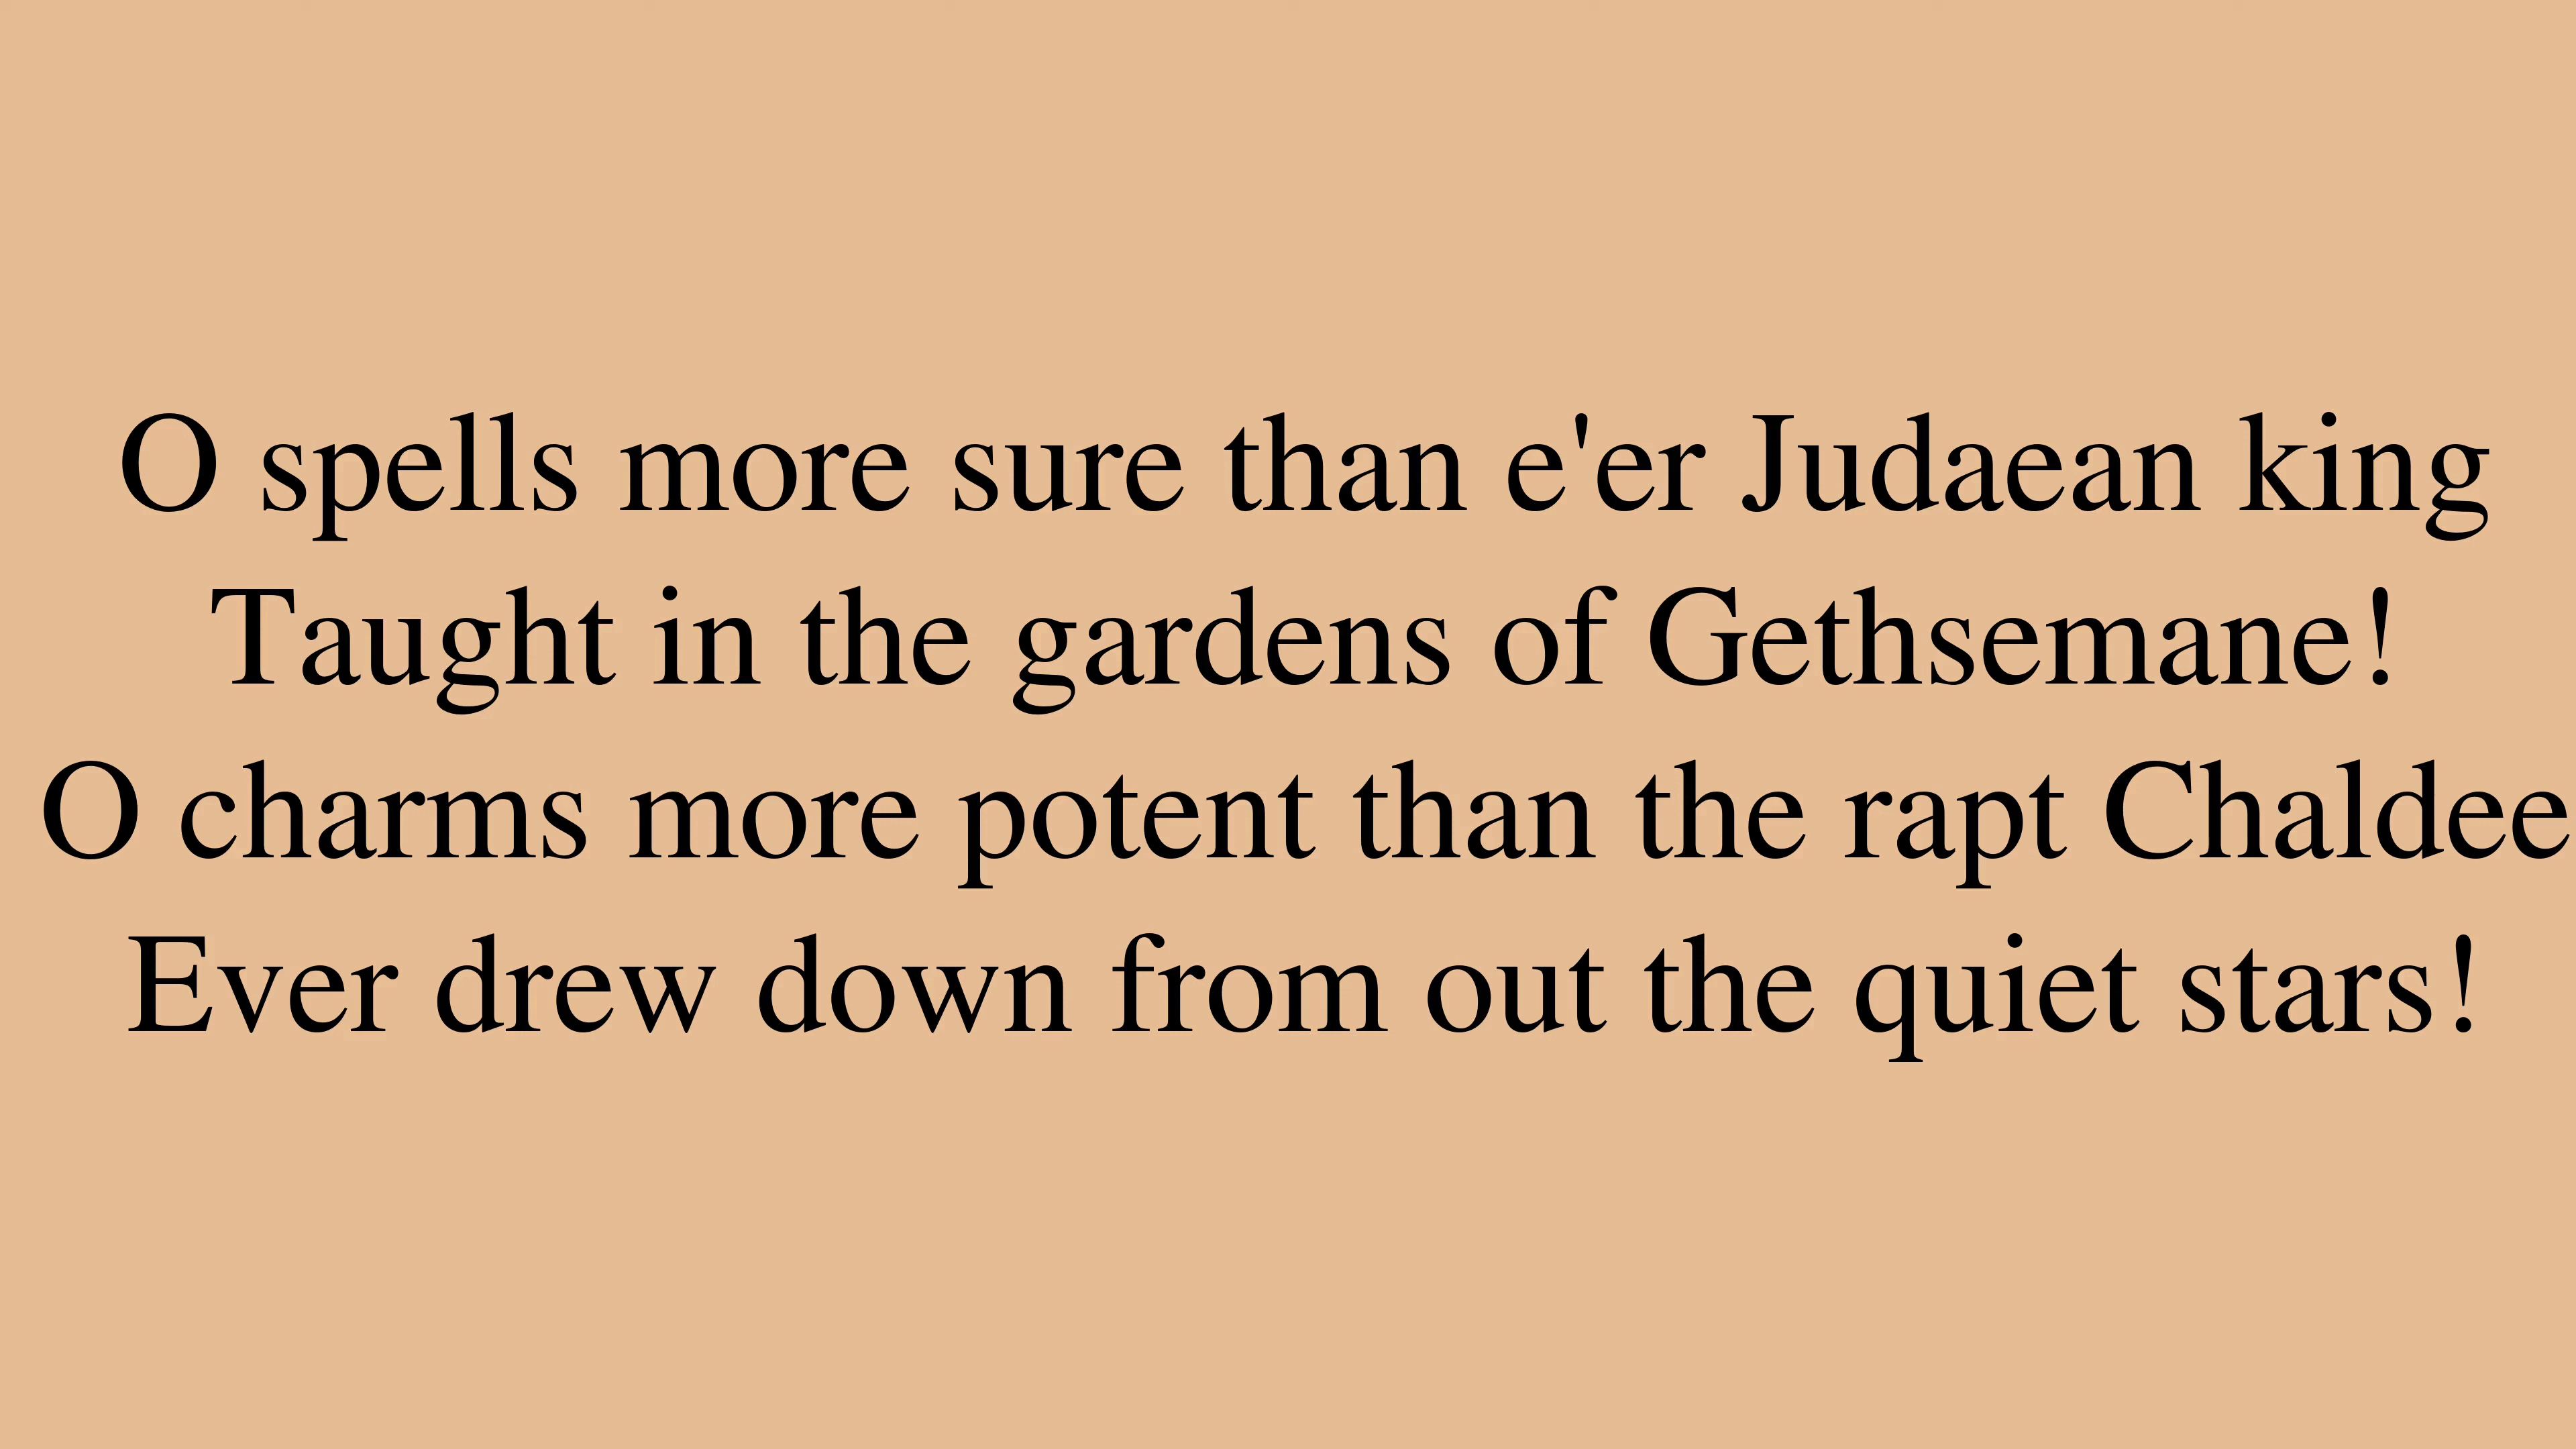 O spells more sure than e'er Judaean king
Taught in the gardens of Gethsemane!
O charms more potent than the rapt Chaldee
Ever drew down from out the quiet stars!